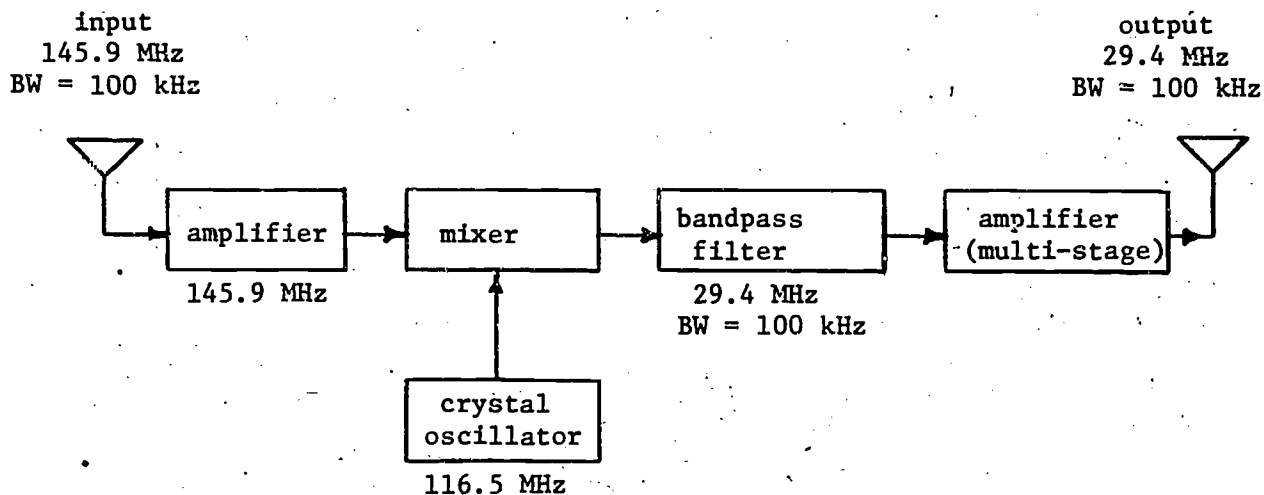 input
145.9 MHz
BW = 100 kHz
output
29.4 MHz
BW = 100 kHz
amplifier
145.9 MHz
mixer
bandpass
filter
29.4 MHz
BW = 100 kHz
amplifier
(multi-stage)
crystal
oscillator
116.5 MHz